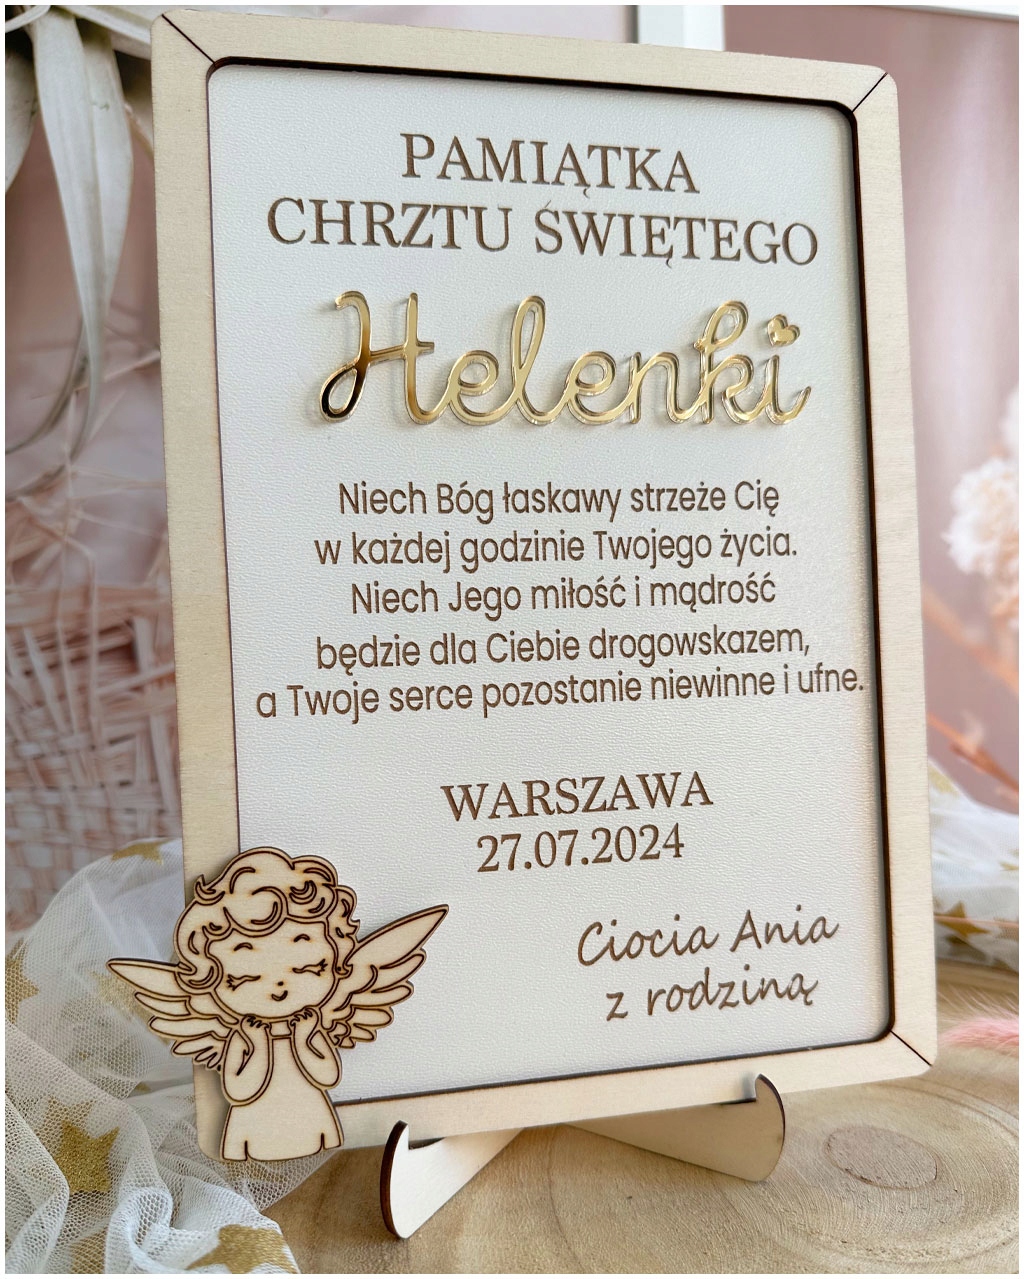 PAMIĄTKA
CHRZTU ŚWIĘTEGO
Helenki
Niech Bóg łaskawy strzeże Cię
w każdej godzinie Twojego życia.
Niech Jego miłość i mądrość
będzie dla Ciebie drogowskazem,
a Twoje serce pozostanie niewinne i ufne.
WARSZAWA
27.07.2024
Ciocia Ania
z rodziną